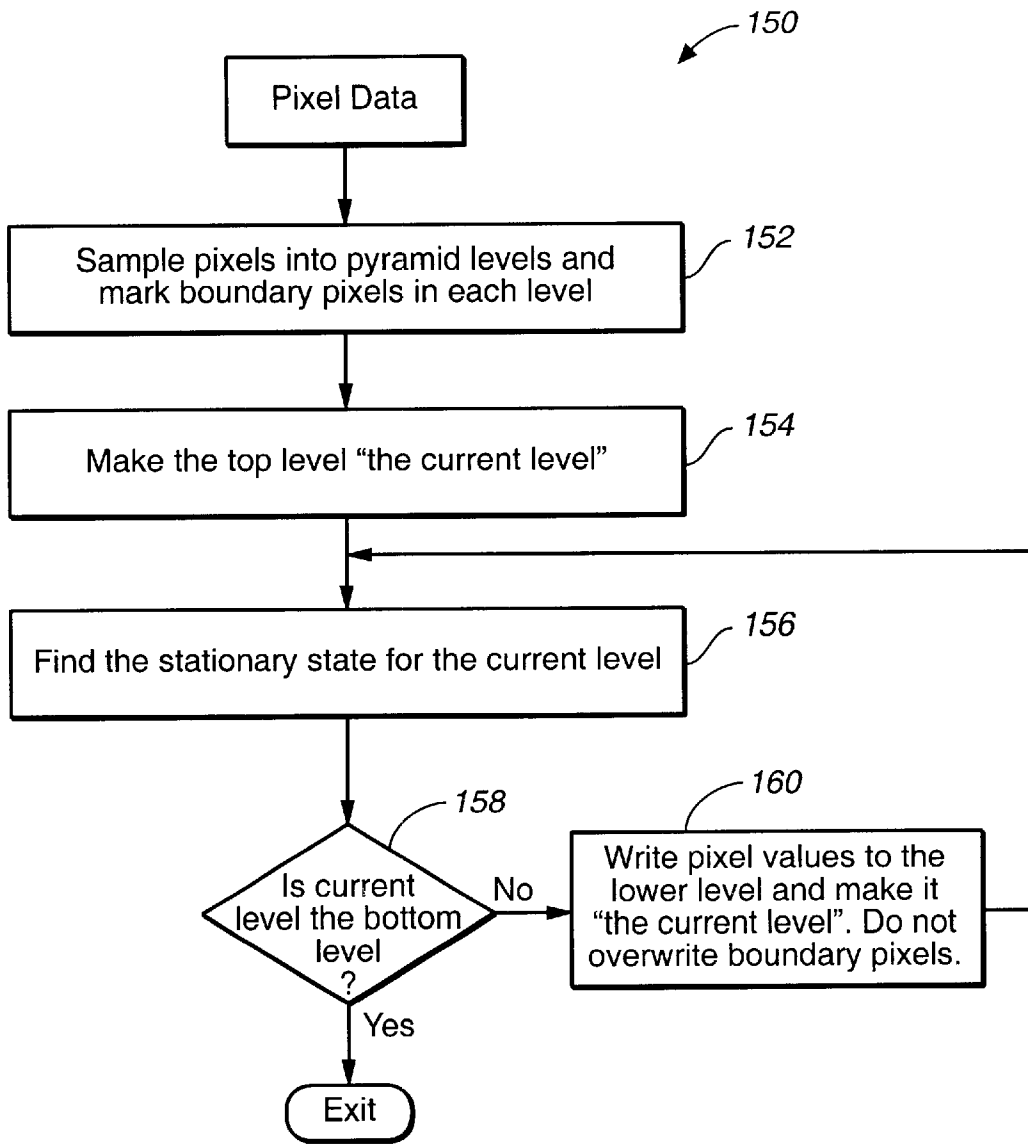 150
Pixel Data
152
Sample pixels into pyramid levels and
mark boundary pixels in each level
154
Make the top level “the current level”
156
Find the stationary state for the current level
158
160
Is current
level the bottom
level
?
No
Write pixel values to the
lower level and make it
“the current level”. Do not
overwrite boundary pixels.
Yes
Exit